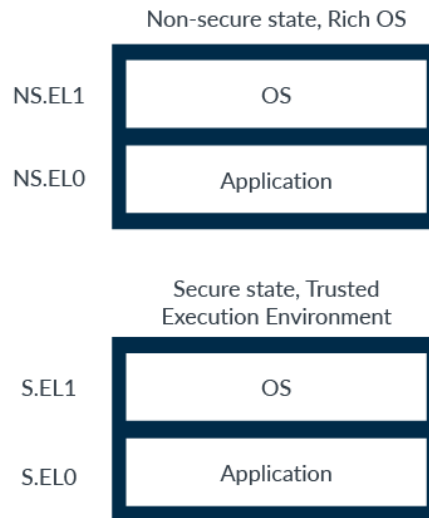 Non-secure state, Rich OS
NS.EL1
OS
NS.EL0
Application
Secure state, Trusted
Execution Environment
S.EL1
OS
S.EL0
Application